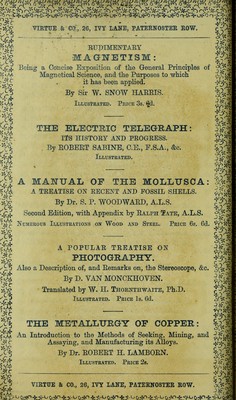 VIRTUE & CO., 26, IVY LANE, PATERNOSTER ROW.
RUDIMENTARY
MAGNETISM:
Being a Concise Exposition of the General Principles of
Magnetical Science, and the Purposes to which
it has been applied.
By Sir W. SNOW HARRIS.
ILLUSTRATED. PRICE 3s. 6d.
THE ELECTRIC TELEGRAPH:
ITS HISTORY AND PROGRESS.
By ROBERT SABINE, C.E., F.S.A., &c.
ILLUSTRATED.
A MANUAL OF THE MOLLUSCA:
A TREATISE ON RECENT AND FOSSIL SHELLS.
By Dr. S. P. WOODWARD, A.L.S.
Second Edition, with Appendix by RALPH TATE, A.L.S.
NUMEROUS ILLUSTRATIONS ON WOOD AND STEEL. PRICE 6s. 6d.
A POPULAR TREATISE ON
PHOTOGRAPHY.
Also a Description of, and Remarks on, the Stereoscope, &c.
By D. VAN MONCKHOVEN.
Translated by W. H. THORNTHWAITE, Ph.D.
ILLUSTRATED. PRICE 1s. 6d.
THE METALLURGY OF COPPER:
An Introduction to the Methods of Seeking, Mining, and
Assaying, and Manufacturing its Alloys.
By Dr. ROBERT H. LAMBORN.
ILLUSTRATED. PRICE 2s.
VIRTUE & CO., 26, IVY LANE, PATERNOSTER ROW.